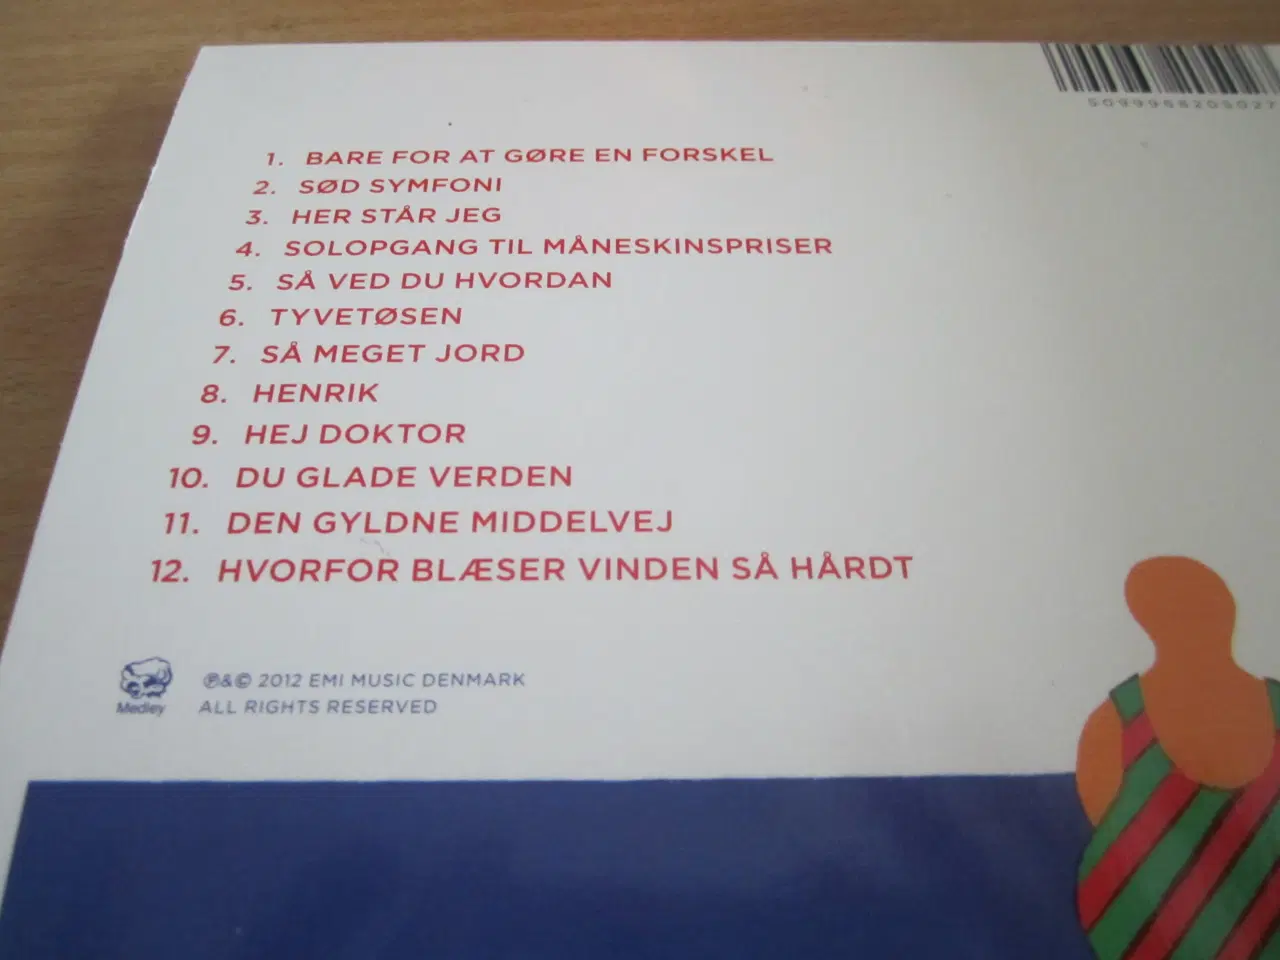 5099968205027
1. BARE FOR AT GØRE EN FORSKEL
2. SØD SYMFONI
3. HER STÅR JEG
4. SOLOPGANG TIL MÅNESKINSPRISER
5. SÅ VED DU HVORDAN
6. TYVETØSEN
7. SÅ MEGET JORD
8. HENRIK
9. HEJ DOKTOR
10. DU GLADE VERDEN
11. DEN GYLDNE MIDDELVEJ
12. HVORFOR BLÆSER VINDEN SÅ HÅRDT
Medley
℗&© 2012 EMI MUSIC DENMARK
ALL RIGHTS RESERVED